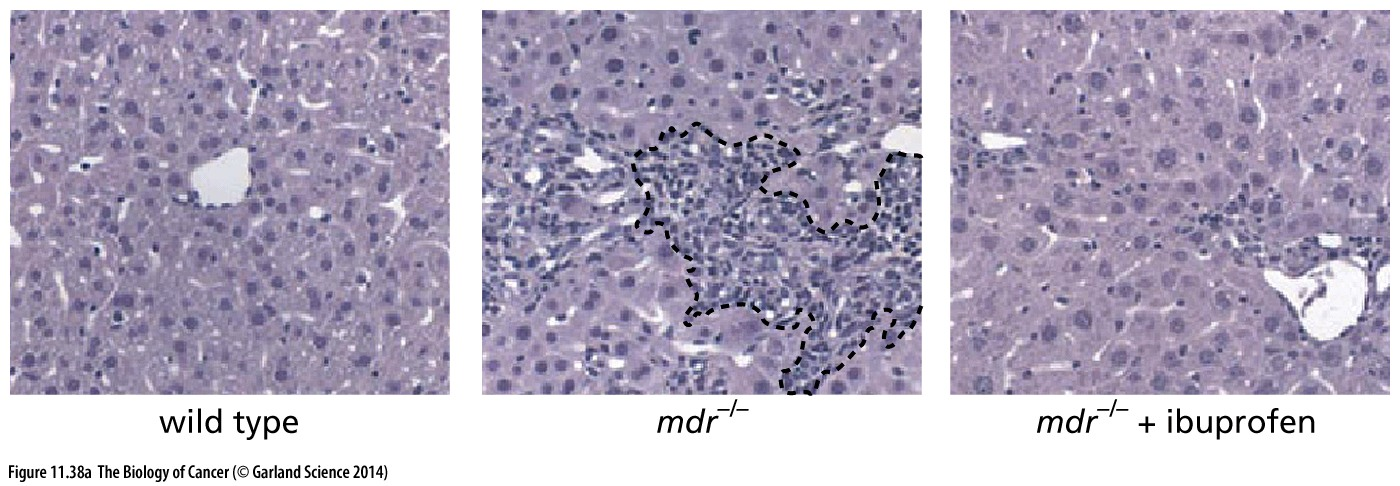 wild type
mdr–/–
mdr–/– + ibuprofen
Figure 11.38a The Biology of Cancer (© Garland Science 2014)